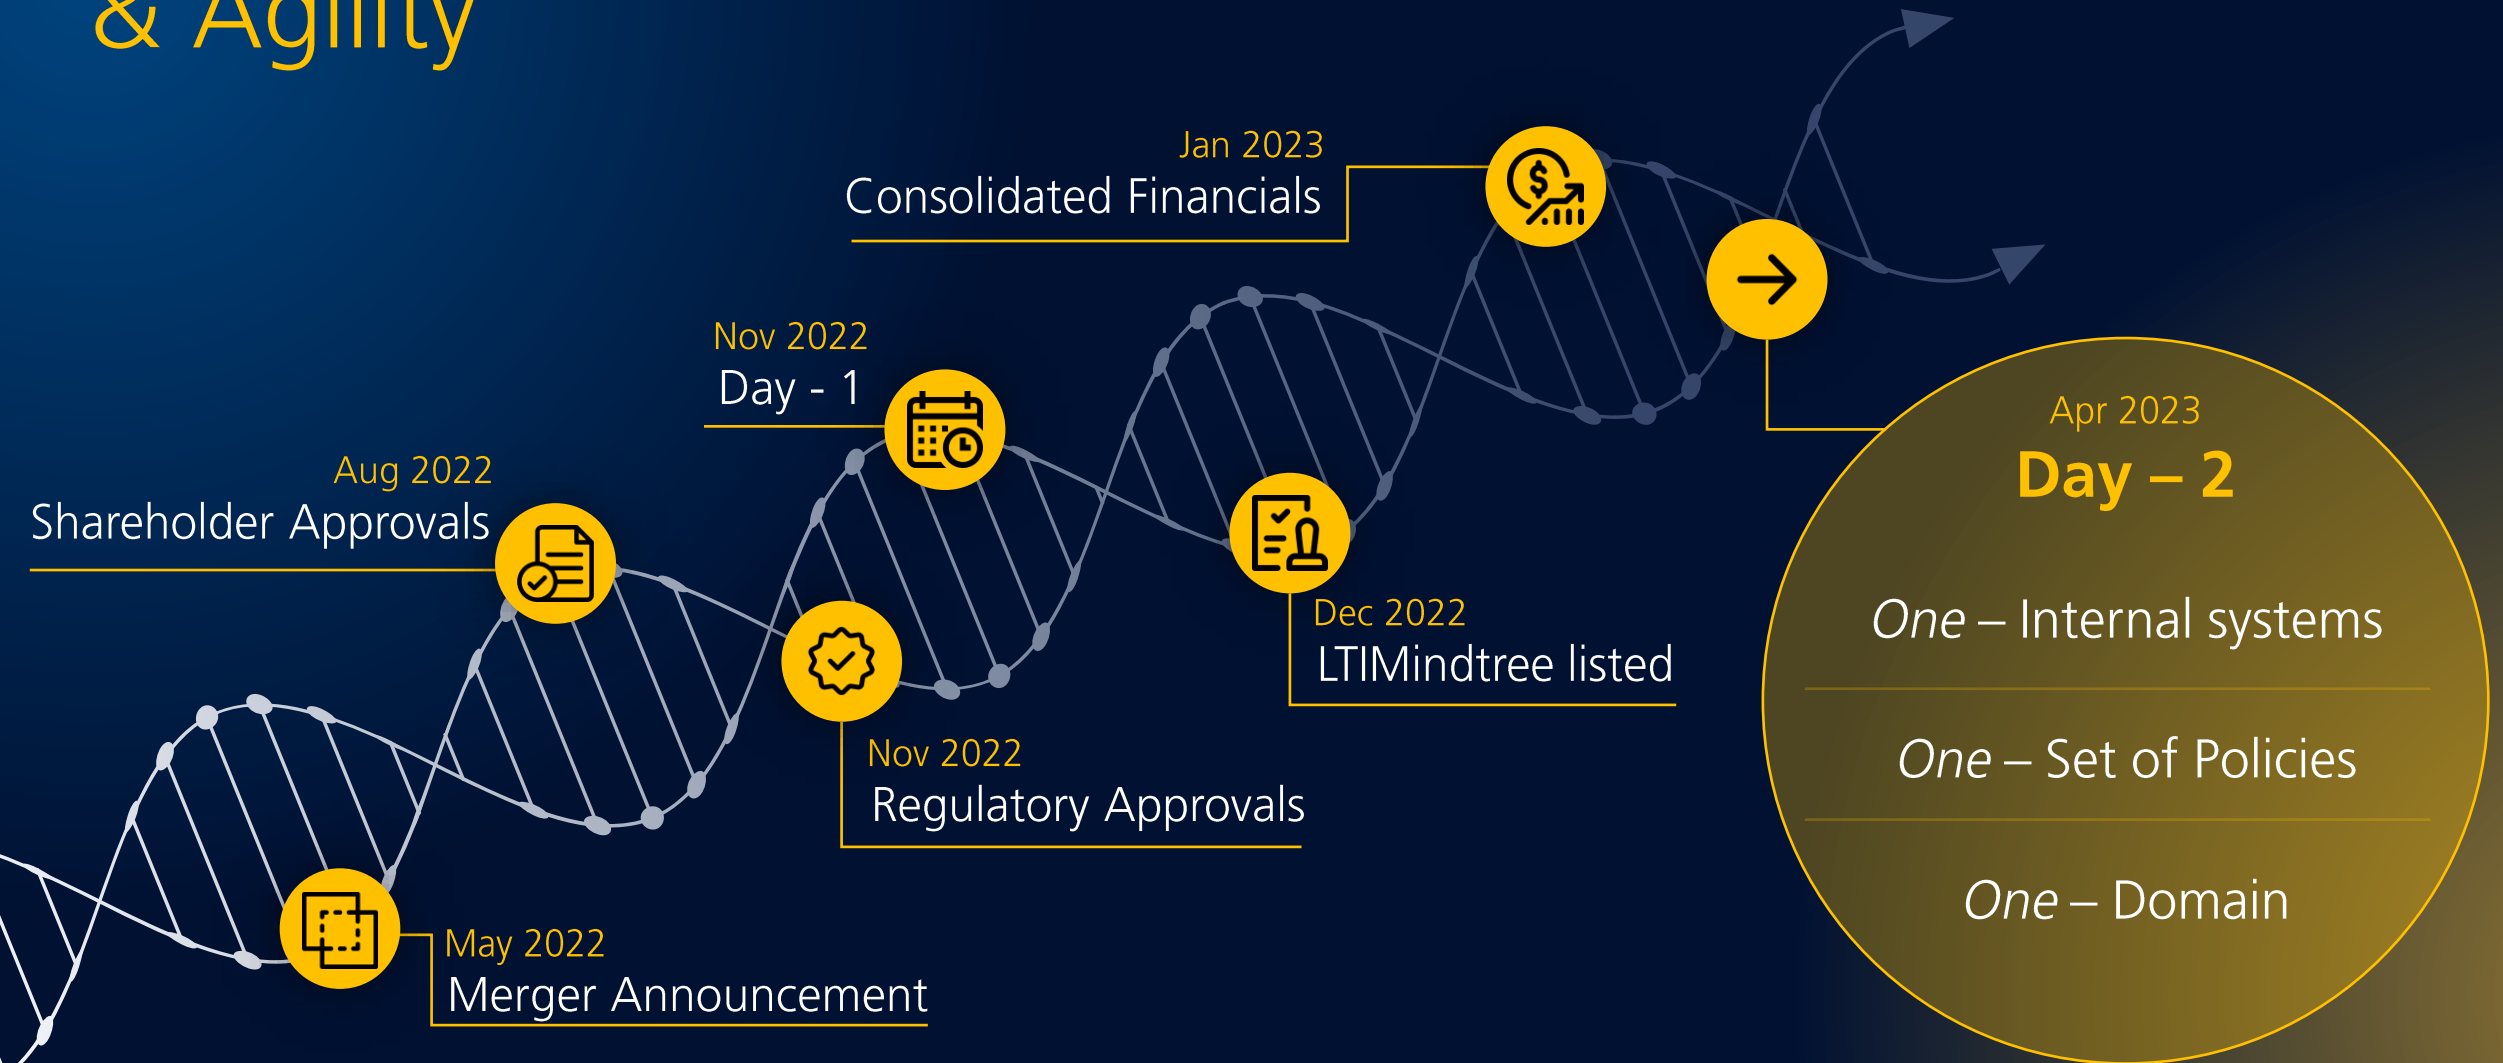 & Agility
Jan 2023
Consolidated Financials
Nov 2022
Day - 1
Aug 2022
Shareholder Approvals
Dec 2022
LTIMindtree listed
Nov 2022
Regulatory Approvals
May 2022
Merger Announcement
Apr 2023
Day – 2
One – Internal systems
One – Set of Policies
One – Domain